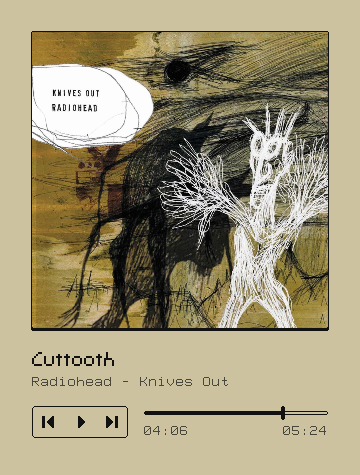 KNIVES OUT
RADIOHEAD
Cuttooth
Radiohead - Knives Out
04:06 05:24